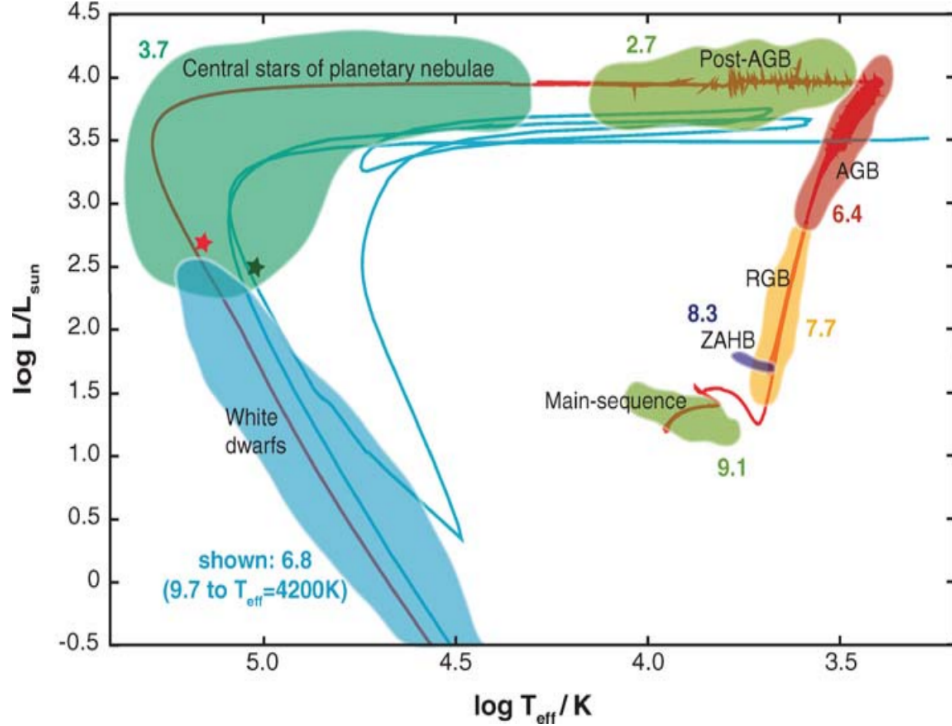 3.7
2.7
Central stars of planetary nebulae
Post-AGB
4.0
3.5
AGB
3.0
6.4
2.5
RGB
8.3
2.0
ZAHB
7.7
1.5
Main-sequence
White
dwarfs
1.0
9.1
0.5
shown: 6.8
(9.7 to Teff=4200K)
0
-0.5
5.0
4.5
4.0
3.5
log L/Lsun
log Teff / K